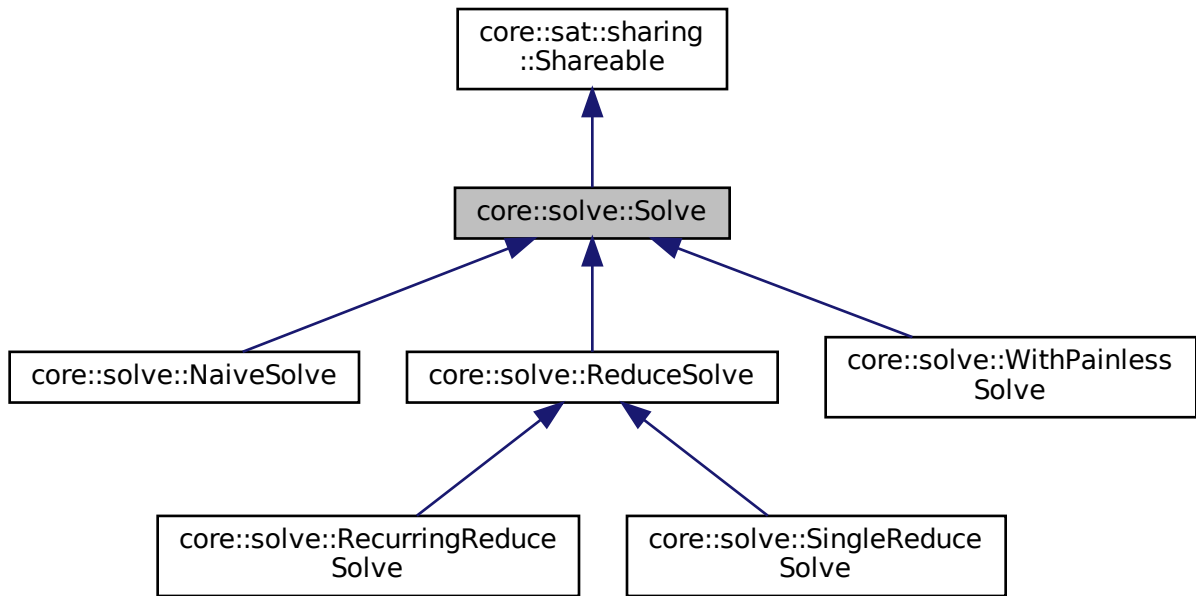 core::sat::sharing
::Shareable
core::solve::Solve
core::solve::NaiveSolve
core::solve::ReduceSolve
core::solve::WithPainless
Solve
core::solve::RecurringReduce
Solve
core::solve::SingleReduce
Solve